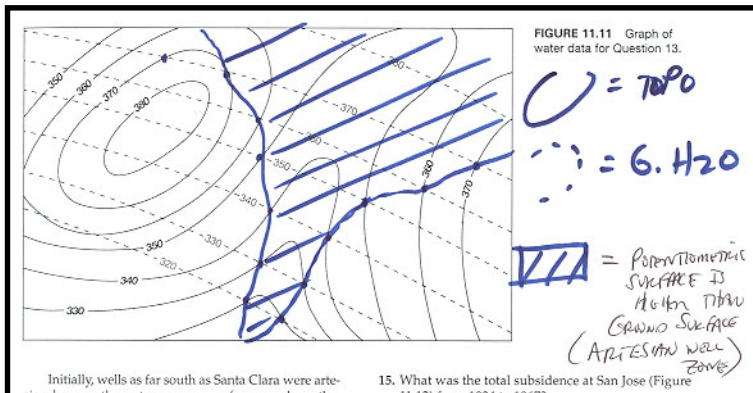 FIGURE 11.11 Graph of
water data for Question 13.
= TOPO
= G. H2O
= POTENTIOMETRIC
SURFACE IS
HIGHER THAN
GROUND SURFACE
(ARTESIAN WELL
ZONE)
350
360
370
380
350
340
330
320
340
330
350
340
330
370
360
350
360
370
Initially, wells as far south as Santa Clara were arte-
15. What was the total subsidence at San Jose (Figure